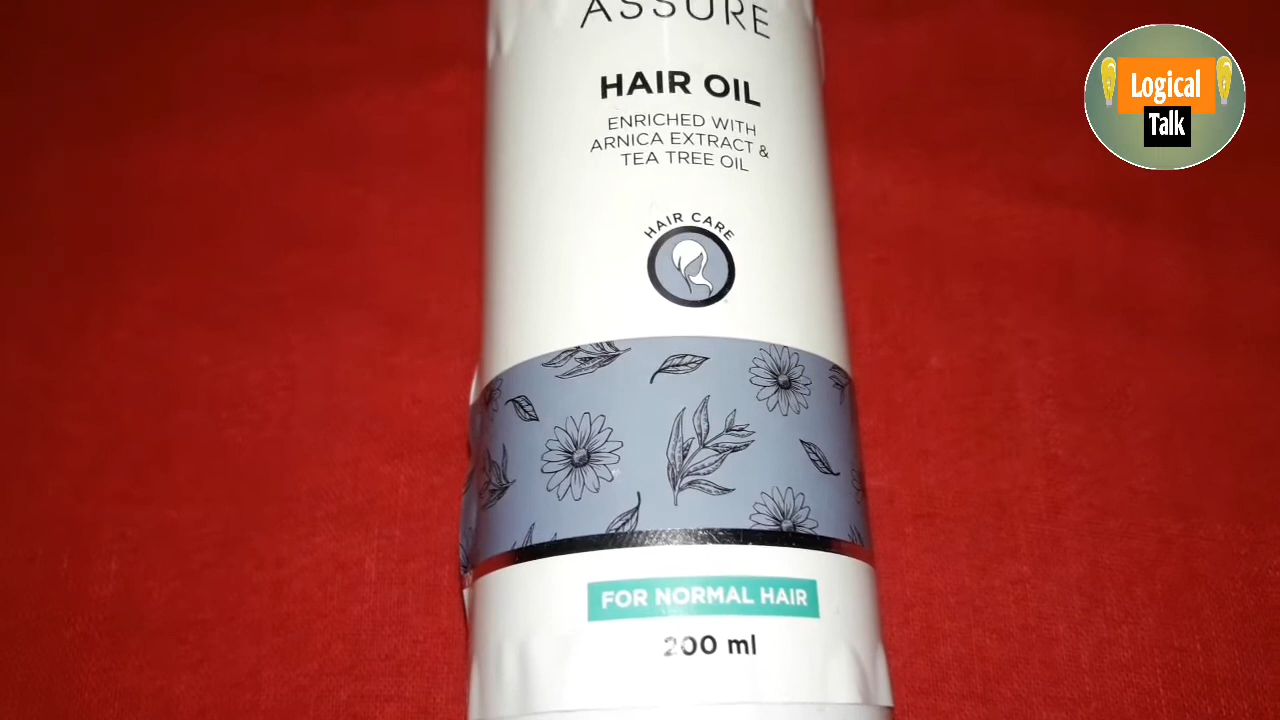 ASSURE
HAIR OIL
ENRICHED WITH
ARNICA EXTRACT &
TEA TREE OIL
HAIR CARE
FOR NORMAL HAIR
200 ml
Logical
Talk